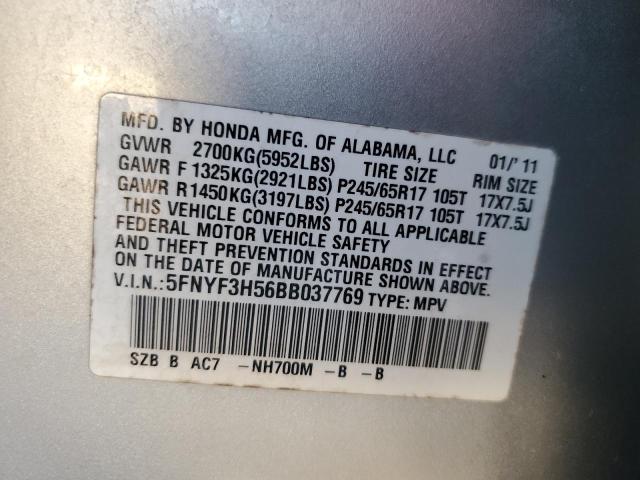 MFD. BY HONDA MFG. OF ALABAMA, LLC 01/'11
GVWR 2700KG(5952LBS) TIRE SIZE RIM SIZE
GAWR F 1325KG(2921LBS) P245/65R17 105T 17X7.5J
GAWR R 1450KG(3197LBS) P245/65R17 105T 17X7.5J
THIS VEHICLE CONFORMS TO ALL APPLICABLE
FEDERAL MOTOR VEHICLE SAFETY
AND THEFT PREVENTION STANDARDS IN EFFECT
ON THE DATE OF MANUFACTURE SHOWN ABOVE.
V.I.N.:5FNYF3H56BB037769 TYPE: MPV
SZB B AC7 -NH700M -B -B